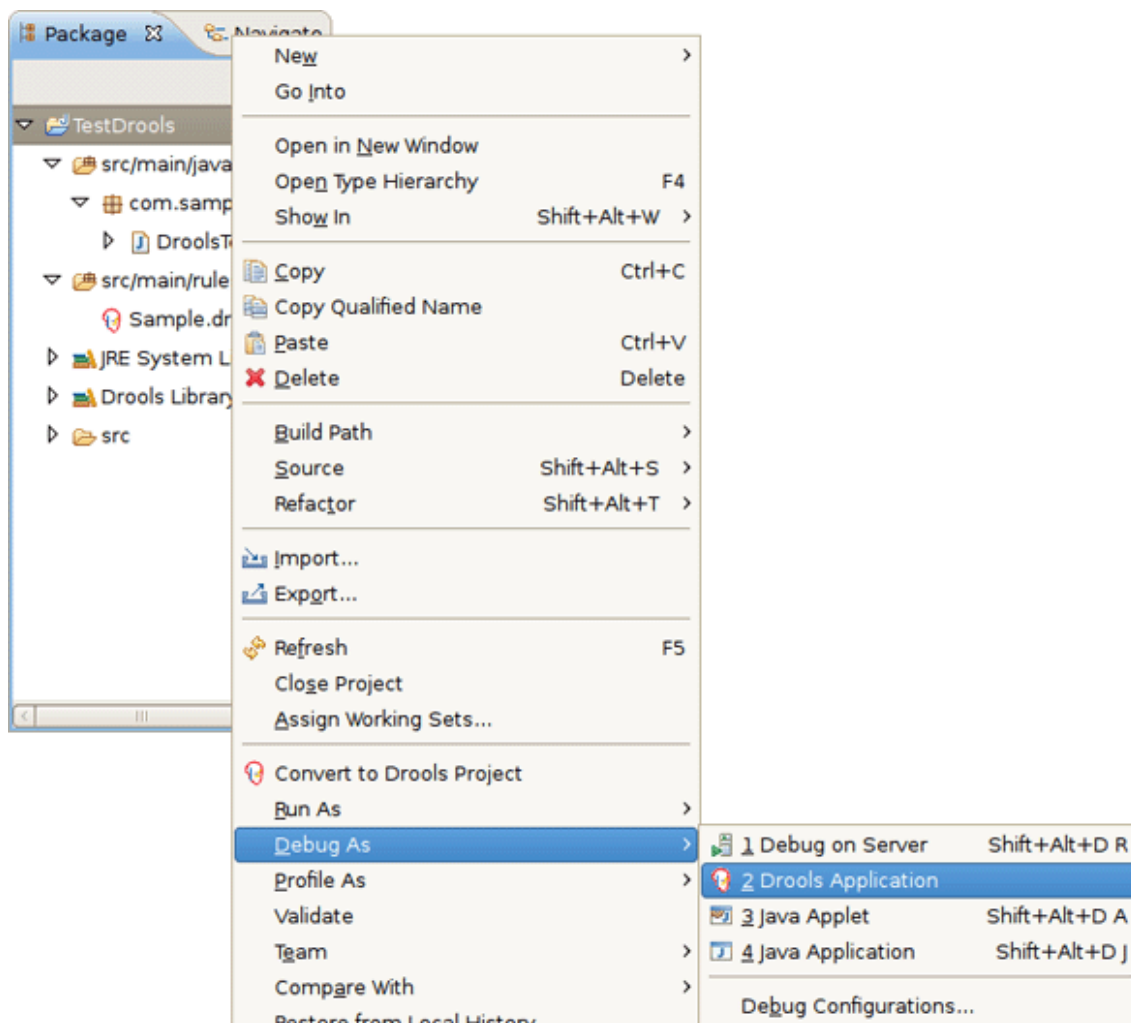 Package Navigate
TestDrools
src/main/java
com.samp
DroolsT
src/main/rule
Sample.dr
JRE System L
Drools Library
src
New
Go Into
Open in New Window
Open Type Hierarchy F4
Show In Shift+Alt+W
Copy Ctrl+C
Copy Qualified Name
Paste Ctrl+V
Delete Delete
Build Path
Source Shift+Alt+S
Refactor Shift+Alt+T
Import...
Export...
Refresh F5
Close Project
Assign Working Sets...
Convert to Drools Project
Run As
Debug As
Profile As
Validate
Team
Compare With
Restore from Local History
1 Debug on Server Shift+Alt+D R
2 Drools Application
3 Java Applet Shift+Alt+D A
4 Java Application Shift+Alt+D J
Debug Configurations...